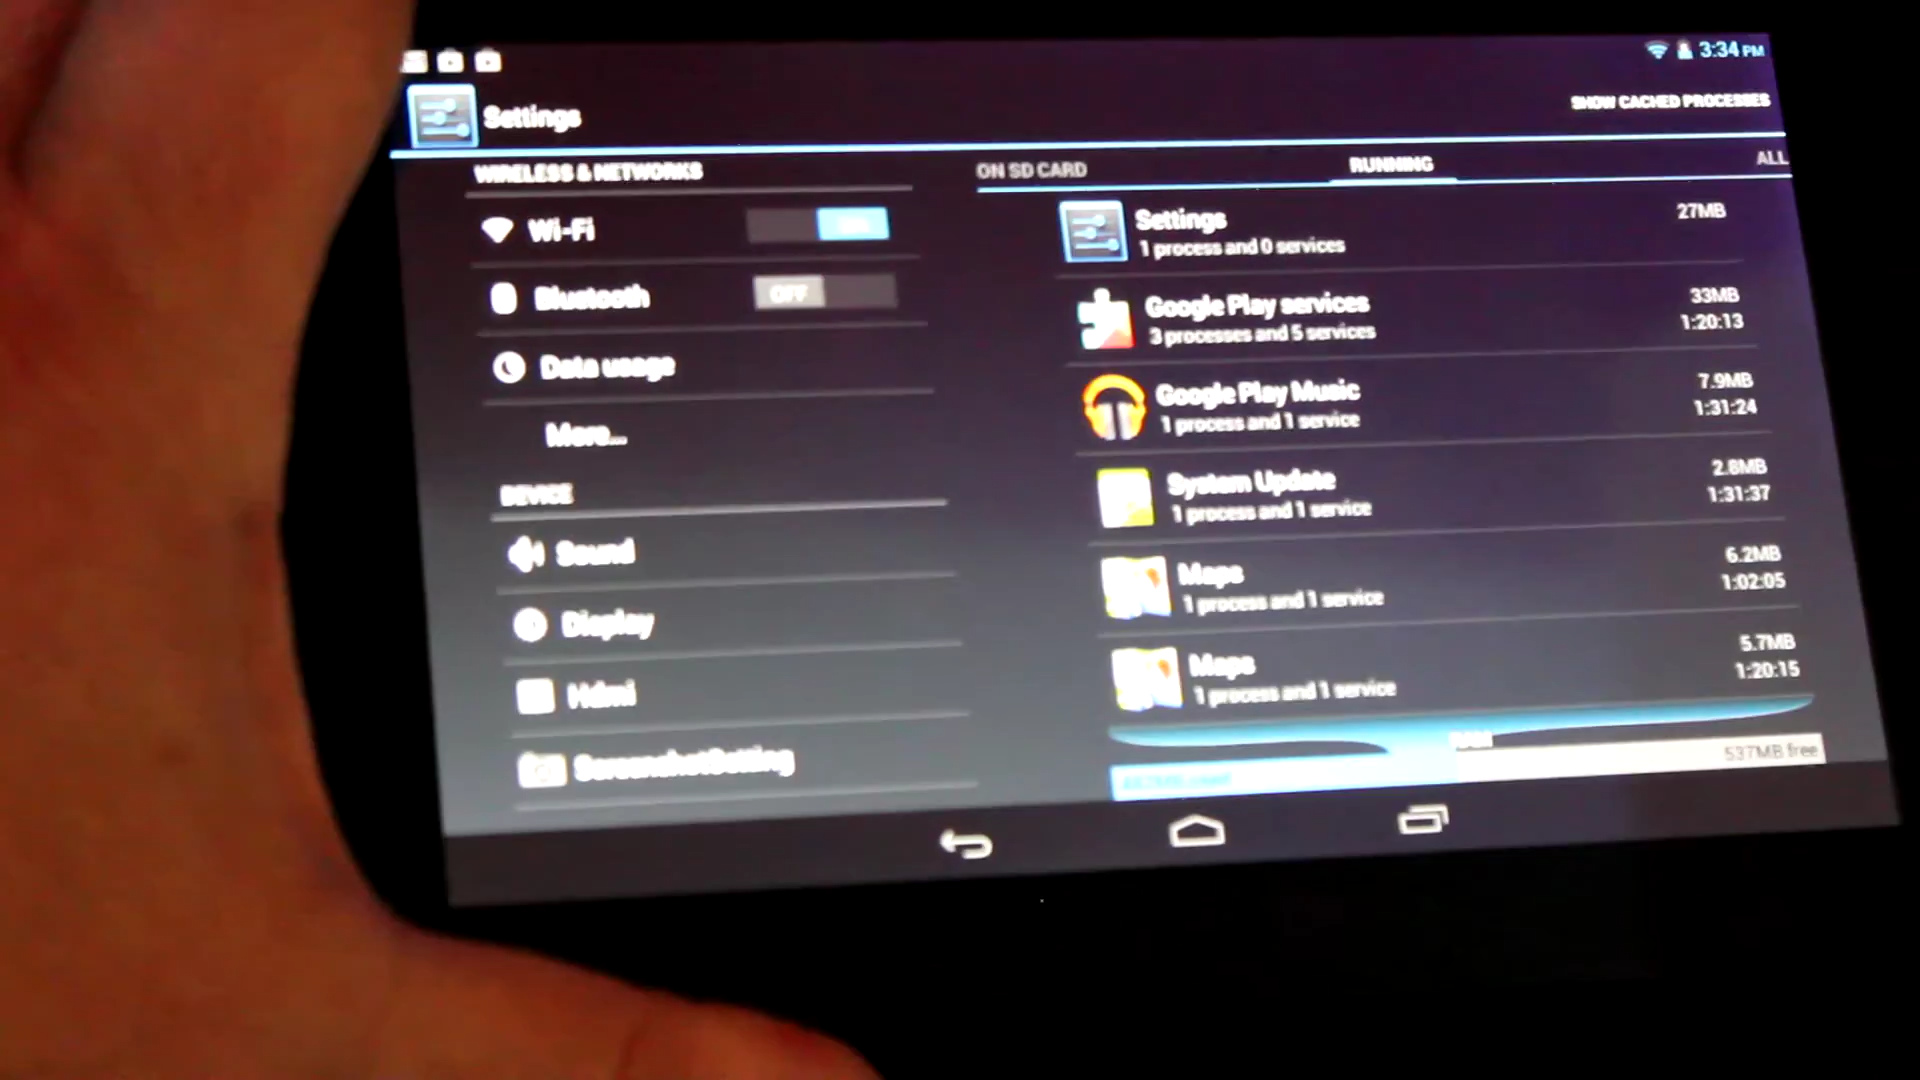 3:34 PM
Settings
SHOW CACHED PROCESSES
WIRELESS & NETWORKS
Wi-Fi
Bluetooth
OFF
Data usage
More...
DEVICE
Sound
Display
Hdmi
ScreenshotSetting
ON SD CARD
RUNNING
ALL
Settings
27MB
1 process and 0 services
Google Play services
33MB
3 processes and 5 services
1:20:13
Google Play Music
7.9MB
1 process and 1 service
1:31:24
System Update
2.8MB
1 process and 1 service
1:31:37
Maps
6.2MB
1 process and 1 service
1:02:05
Maps
5.7MB
1 process and 1 service
1:20:15
RAM
537MB free